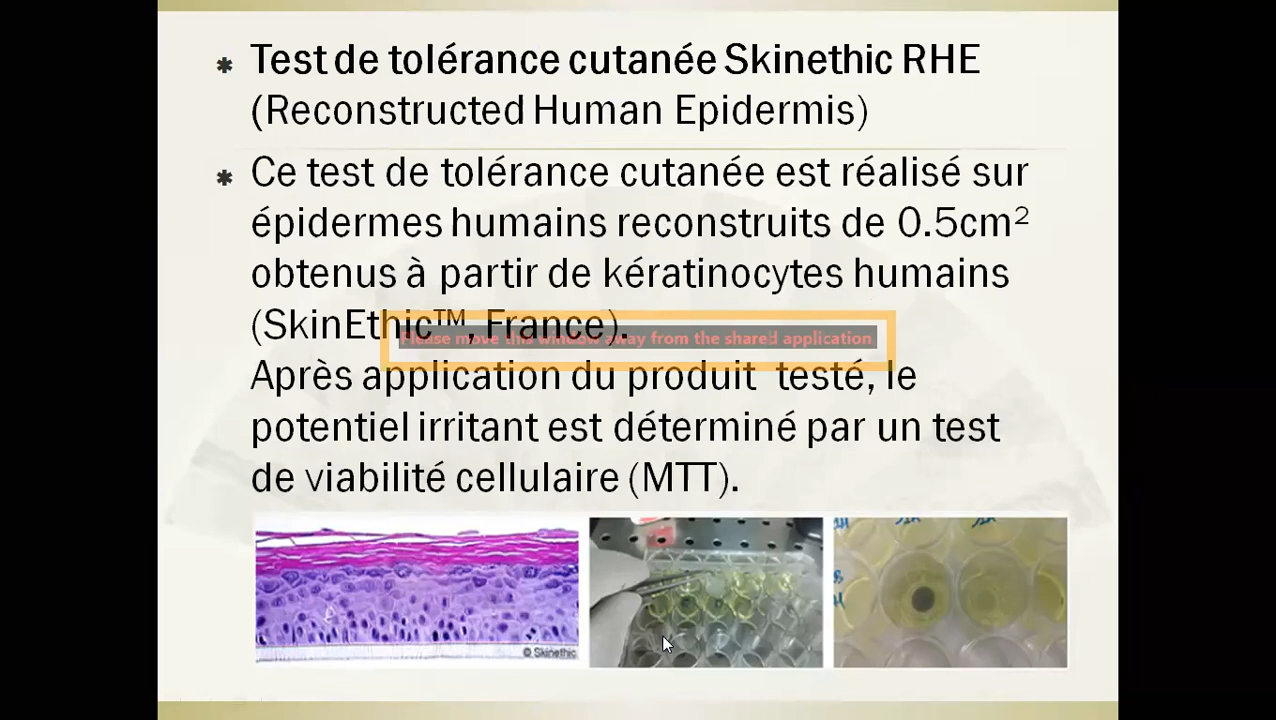 Test de tolérance cutanée Skinethic RHE
(Reconstructed Human Epidermis)
Ce test de tolérance cutanée est réalisé sur
épidermes humains reconstruits de 0.5cm²
obtenus à partir de kératinocytes humains
(SkinEthic™, France).
Please move this window away from the shared application
Après application du produit testé, le
potentiel irritant est déterminé par un test
de viabilité cellulaire (MTT).
© Skinethic